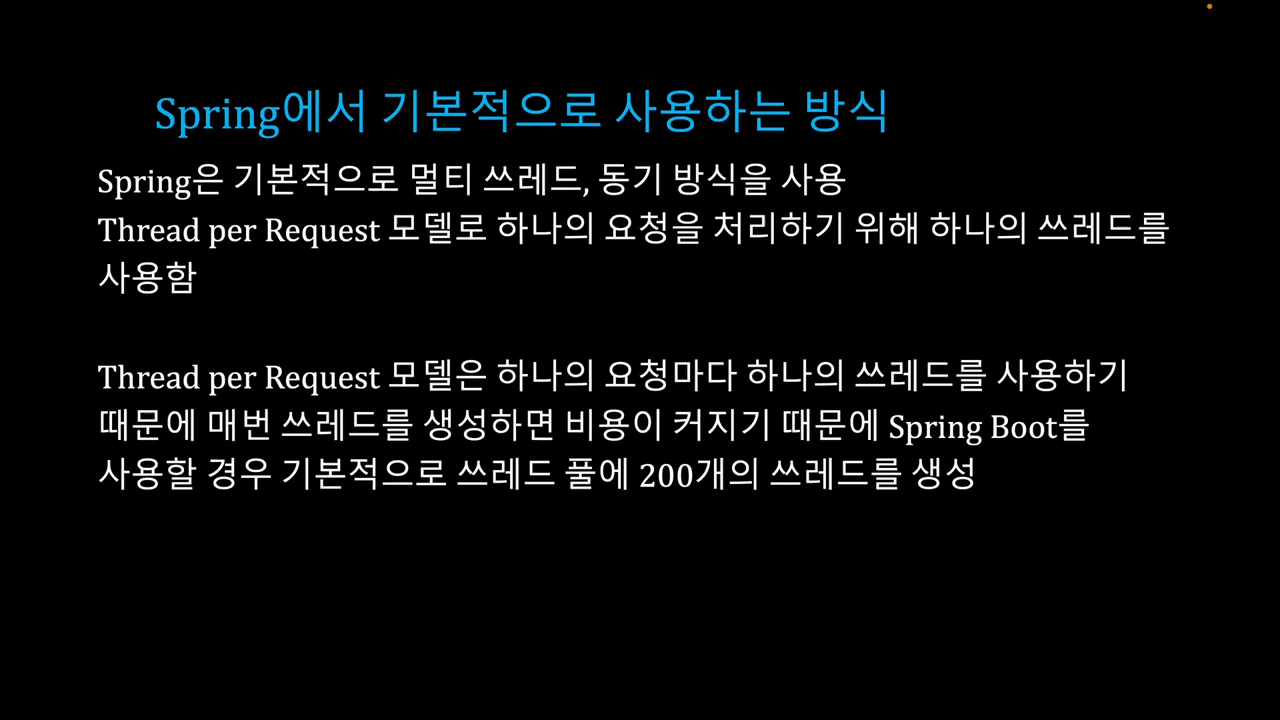 Spring에서 기본적으로 사용하는 방식
Spring은 기본적으로 멀티 쓰레드, 동기 방식을 사용
Thread per Request 모델로 하나의 요청을 처리하기 위해 하나의 쓰레드를
사용함
Thread per Request 모델은 하나의 요청마다 하나의 쓰레드를 사용하기
때문에 매번 쓰레드를 생성하면 비용이 커지기 때문에 Spring Boot를
사용할 경우 기본적으로 쓰레드 풀에 200개의 쓰레드를 생성